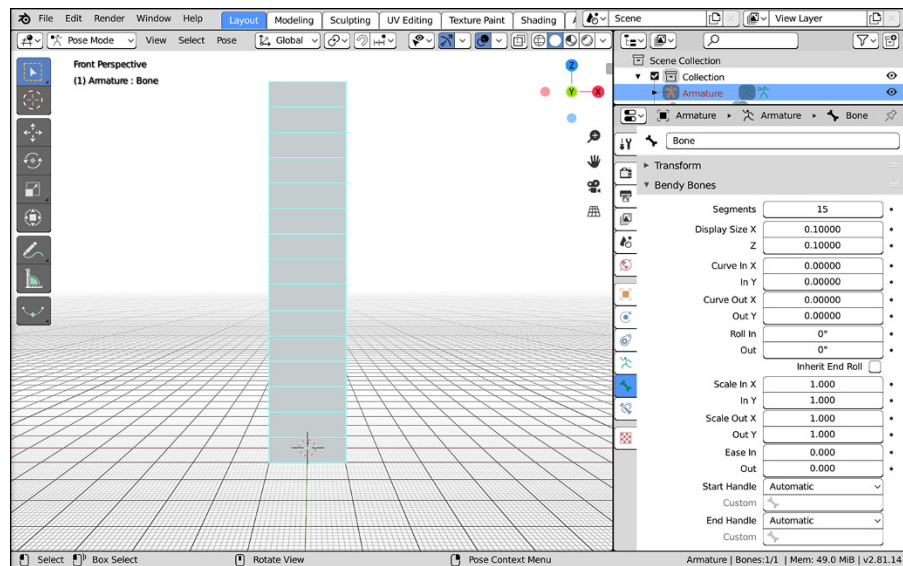 File Edit Render Window Help Layout Modeling Sculpting UV Editing Texture Paint Shading Scene View Layer
Pose Mode View Select Pose Global
Front Perspective
(1) Armature : Bone
Z
Y
X
Scene Collection
Collection
Armature
Armature Armature Bone
Bone
Transform
Bendy Bones
Segments 15
Display Size X 0.10000
Z 0.10000
Curve In X 0.00000
In Y 0.00000
Curve Out X 0.00000
Out Y 0.00000
Roll In 0°
Out 0°
Inherit End Roll
Scale In X 1.000
In Y 1.000
Scale Out X 1.000
Out Y 1.000
Ease In 0.000
Out 0.000
Start Handle Automatic
Custom
End Handle Automatic
Custom
Select Box Select Rotate View Pose Context Menu Armature | Bones:1/1 | Mem: 49.0 MiB | v2.81.14